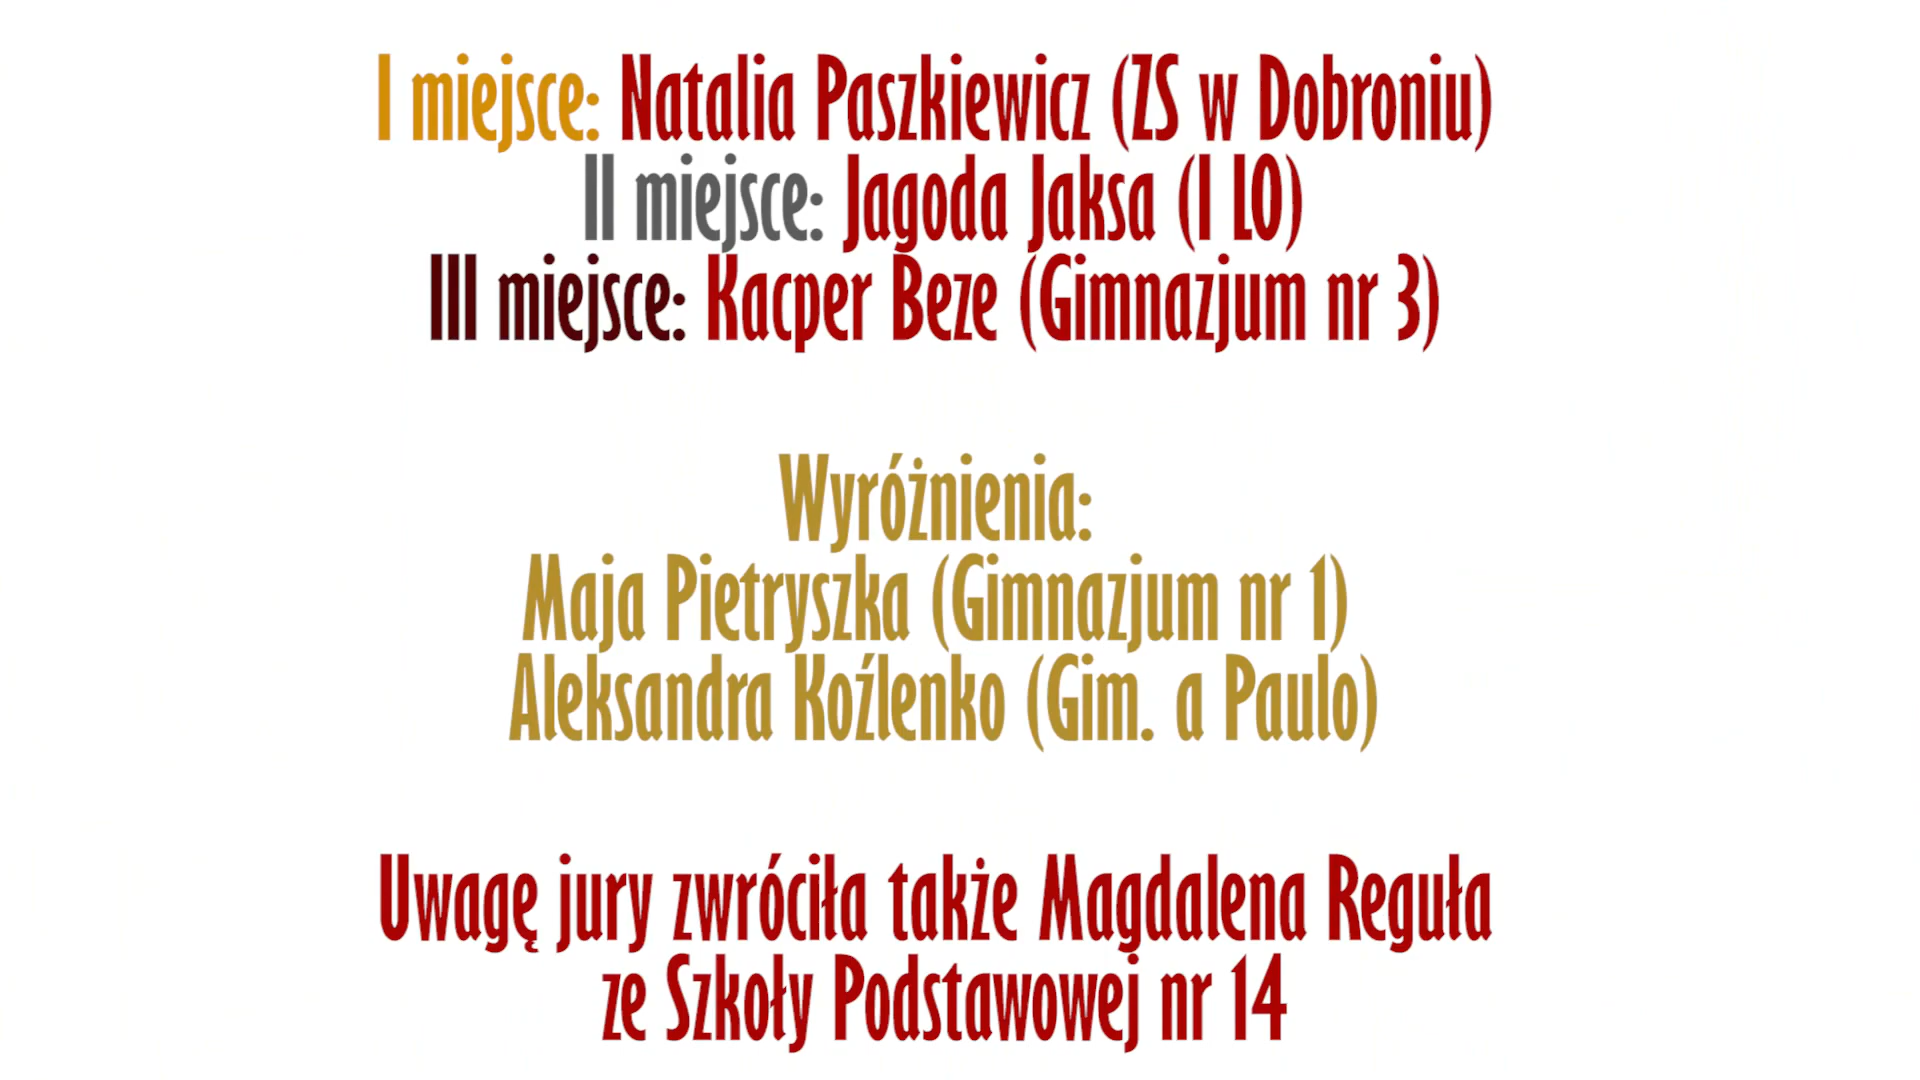 I miejsce: Natalia Paszkiewicz (ZS w Dobroniu)
II miejsce: Jagoda Jaksa (I LO)
III miejsce: Kacper Beze (Gimnazjum nr 3)
Wyróżnienia:
Maja Pietryszka (Gimnazjum nr 1)
Aleksandra Koźlenko (Gim. a Paulo)
Uwagę jury zwróciła także Magdalena Reguła
ze Szkoły Podstawowej nr 14